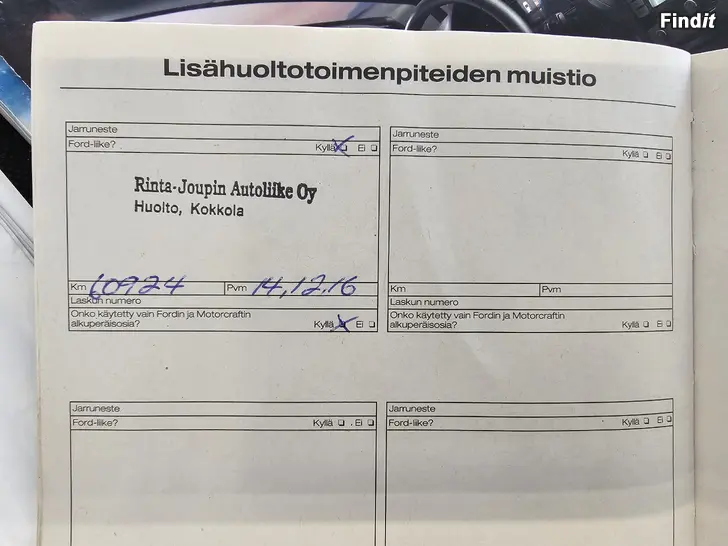 Findit
Lisähuoltotoimenpiteiden muistio
Jarruneste
Ford-liike? Kyllä Ei
Rinta-Joupin Autoliike Oy
Huolto, Kokkola
Km 60924 Pvm 14.12.16
Laskun numero
Onko käytetty vain Fordin ja Motorcraftin
alkuperäisosia? Kyllä Ei
Jarruneste
Ford-liike? Kyllä Ei
Km Pvm
Laskun numero
Onko käytetty vain Fordin ja Motorcraftin
alkuperäisosia? Kyllä Ei
Jarruneste
Ford-liike? Kyllä Ei
Jarruneste
Ford-liike? Kyllä Ei